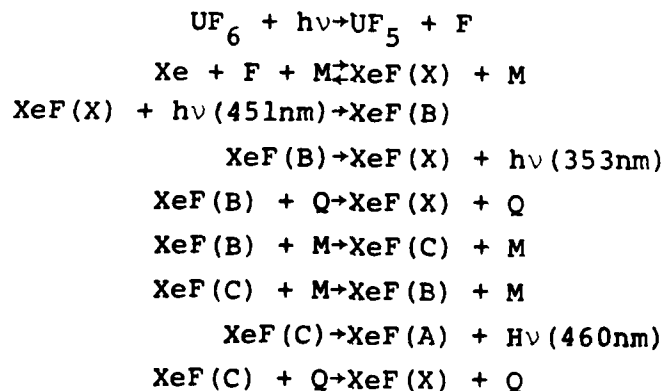 UF6 + hν→UF5 + F
Xe + F + M⇄XeF(X) + M
XeF(X) + hν(451nm)→XeF(B)
XeF(B)→XeF(X) + hν(353nm)
XeF(B) + Q→XeF(X) + Q
XeF(B) + M→XeF(C) + M
XeF(C) + M→XeF(B) + M
XeF(C)→XeF(A) + Hν(460nm)
XeF(C) + Q→XeF(X) + Q